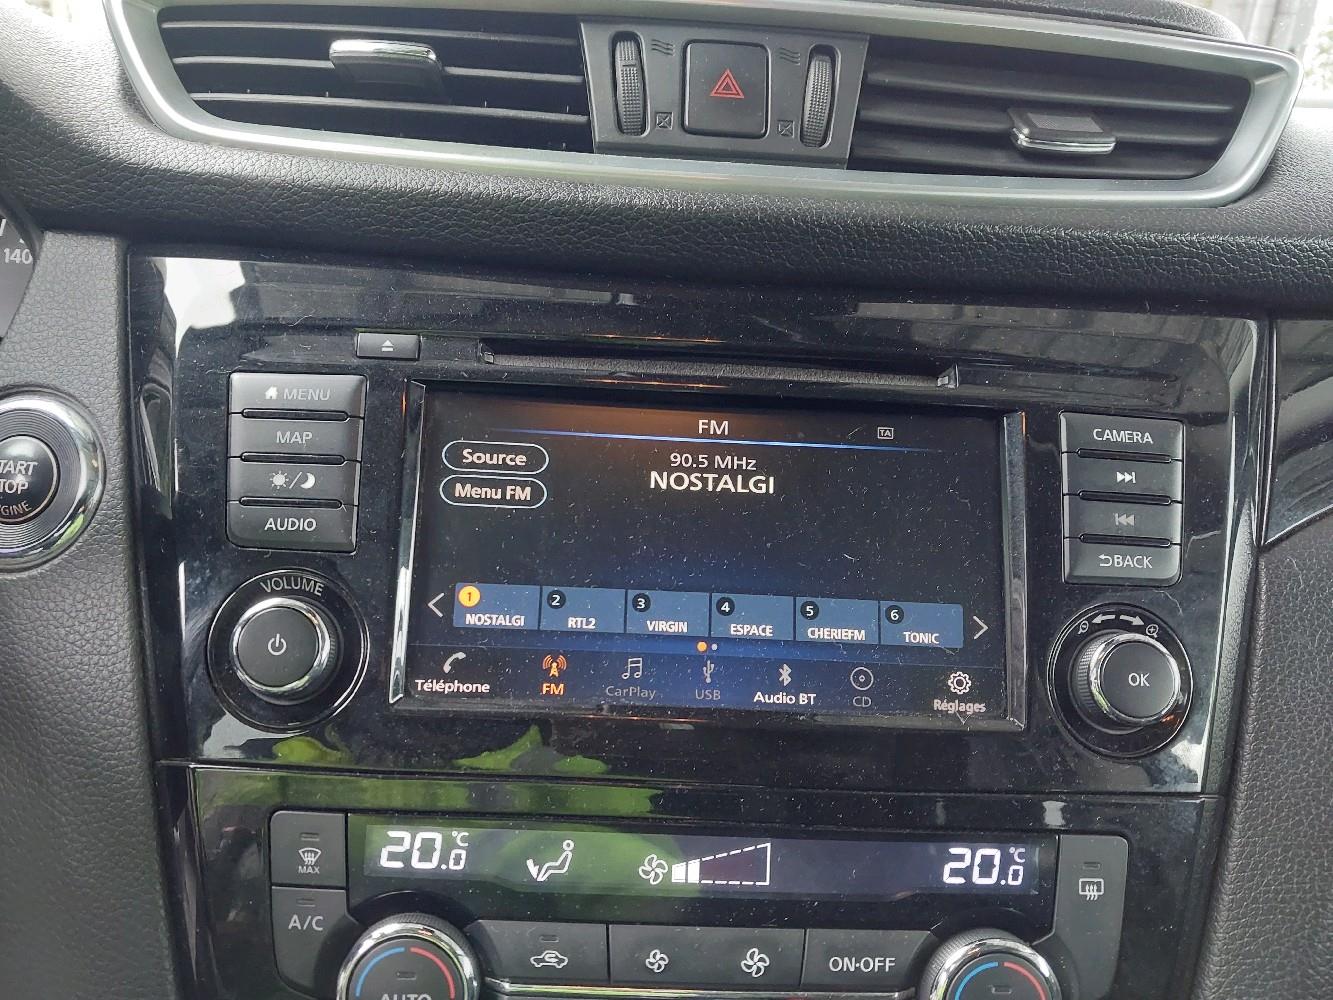 140
START
STOP
ENGINE
MENU
MAP
AUDIO
VOLUME
FM
TA
Source
Menu FM
90.5 MHz
NOSTALGI
1 NOSTALGI
2 RTL2
3 VIRGIN
4 ESPACE
5 CHERIEFM
6 TONIC
Téléphone
FM
CarPlay
USB
Audio BT
CD
Réglages
CAMERA
BACK
OK
MAX
A/C
20.0 °C
20.0 °C
AUTO
ON·OFF